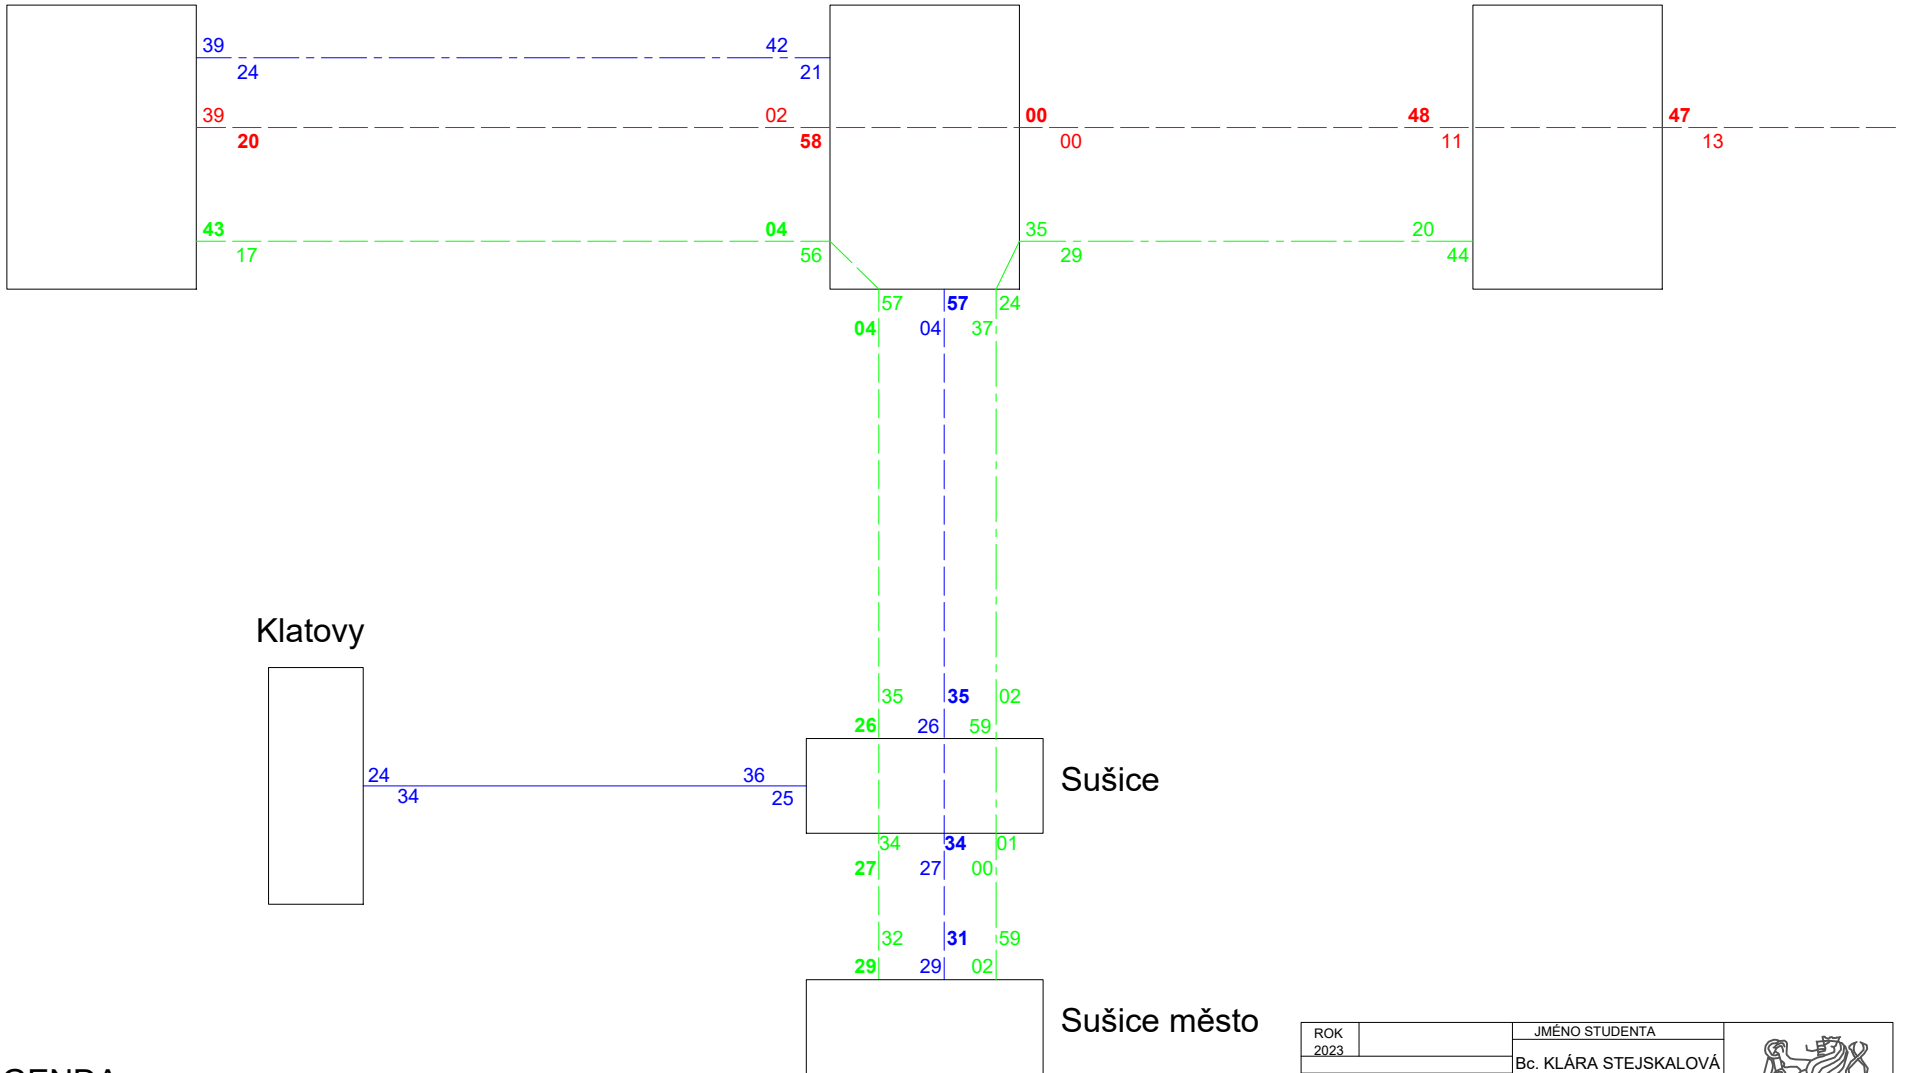 39 42
24 21
39 02 00 48 47
20 58 00 11 13
43 04 35 20
17 56 29 44
57 57 24
04 04 37
Klatovy
35 35 02
26 26 59
24 36
Sušice
34 25
34 34 01
27 27 00
32 31 59
29 29 02
Sušice město
ROK
2023
JMÉNO STUDENTA
Bc. KLÁRA STEJSKALOVÁ